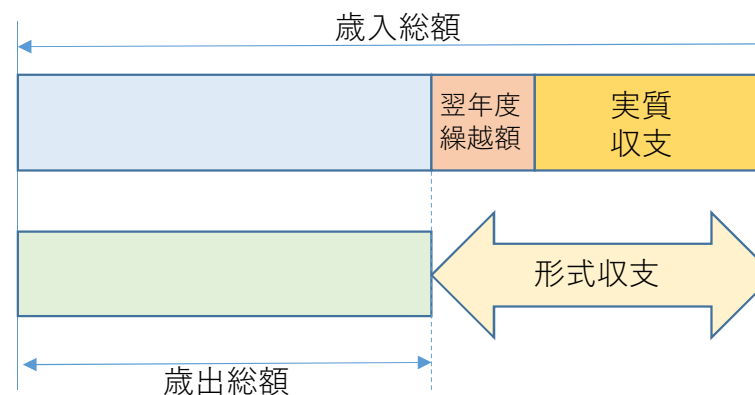 歳入総額
翌年度
繰越額
実質
収支
形式収支
歳出総額